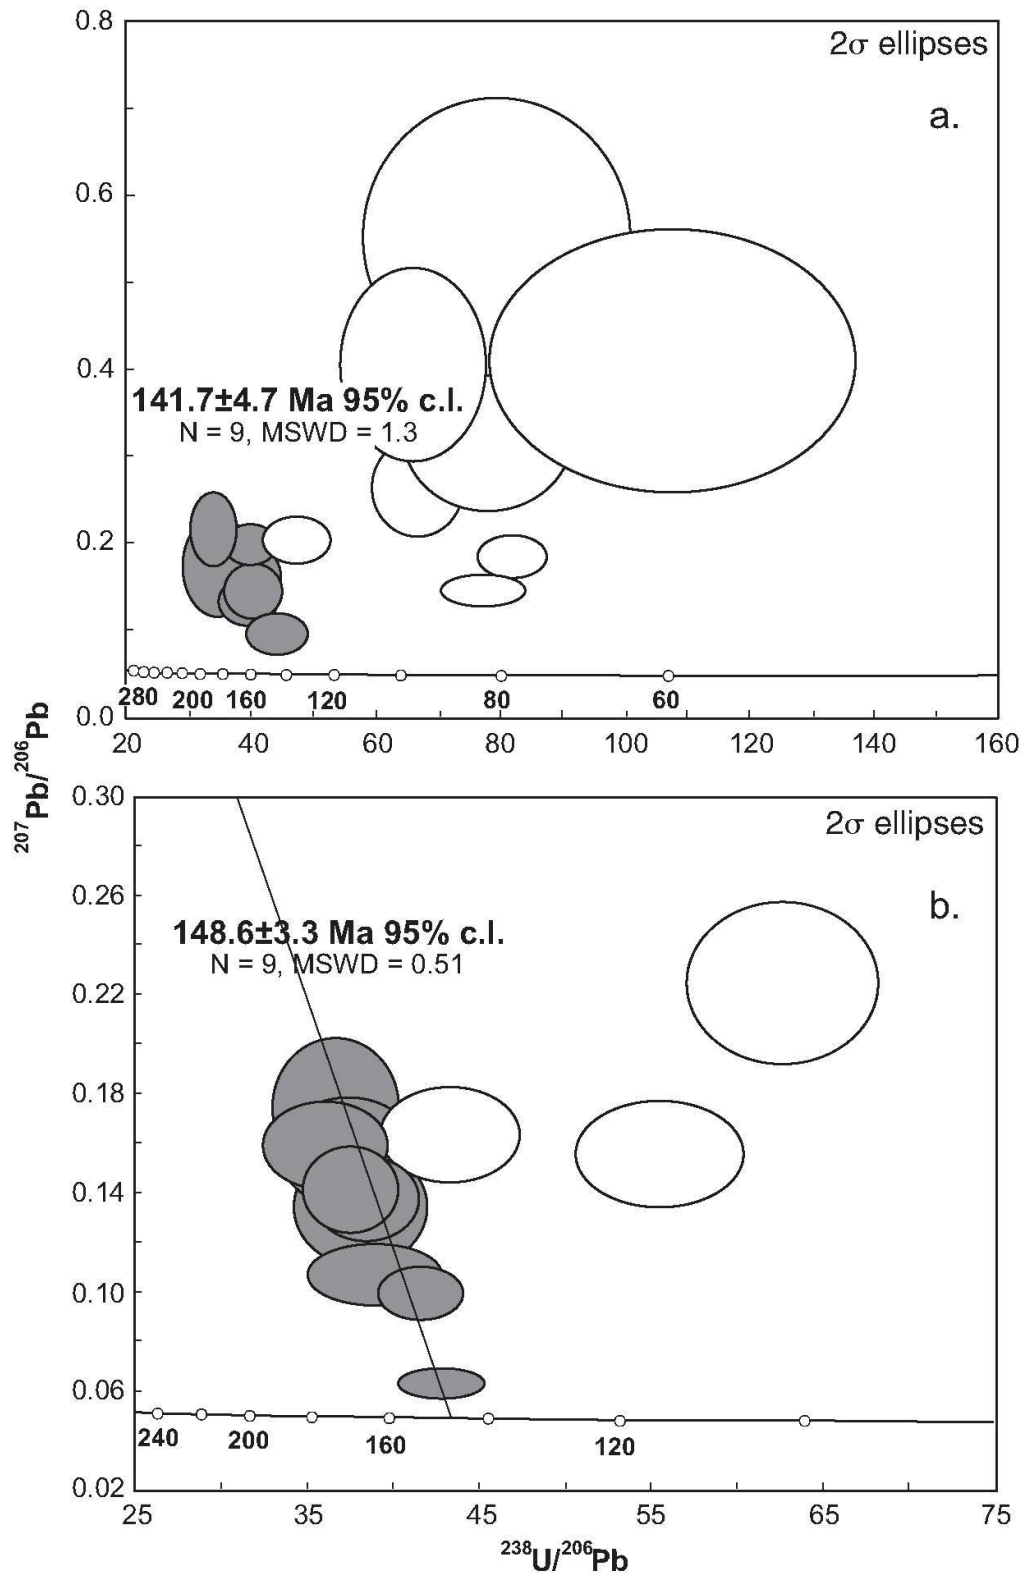 0.8
2σ ellipses
a.
0.6
0.4
141.7±4.7 Ma 95% c.l.
N = 9, MSWD = 1.3
0.2
280 200 160 120 80 60
0.0
20 40 60 80 100 120 140 160
207Pb/206Pb
0.30
2σ ellipses
0.26
b.
148.6±3.3 Ma 95% c.l.
N = 9, MSWD = 0.51
0.22
0.18
0.14
0.10
0.06
240 200 160 120
0.02
25 35 45 55 65 75
238U/206Pb